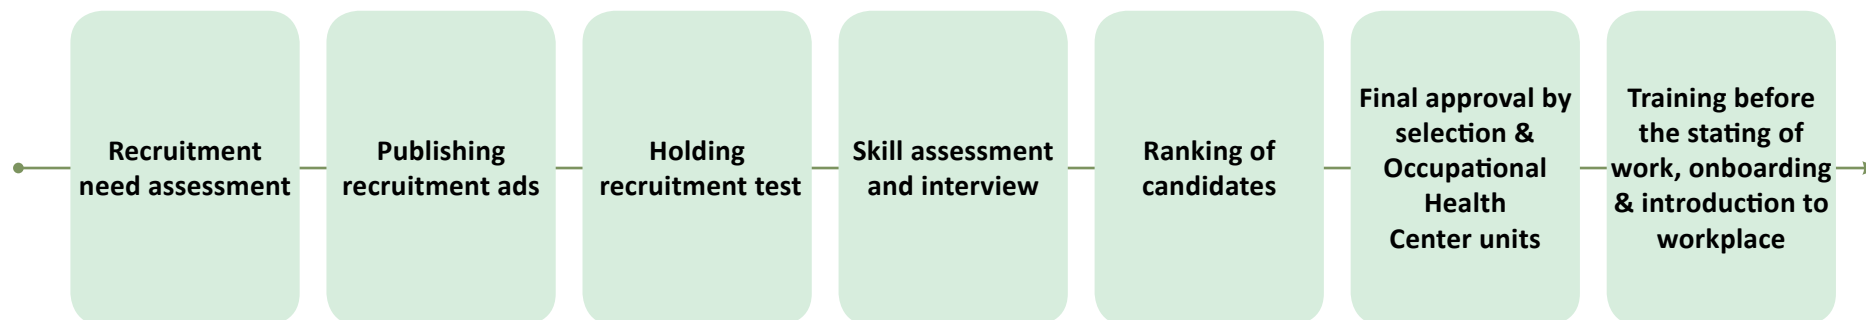 Recruitment
need assessment
Publishing
recruitment ads
Holding
recruitment test
Skill assessment
and interview
Ranking of
candidates
Final approval by
selection &
Occupational
Health
Center units
Training before
the stating of
work, onboarding
& introduction to
workplace